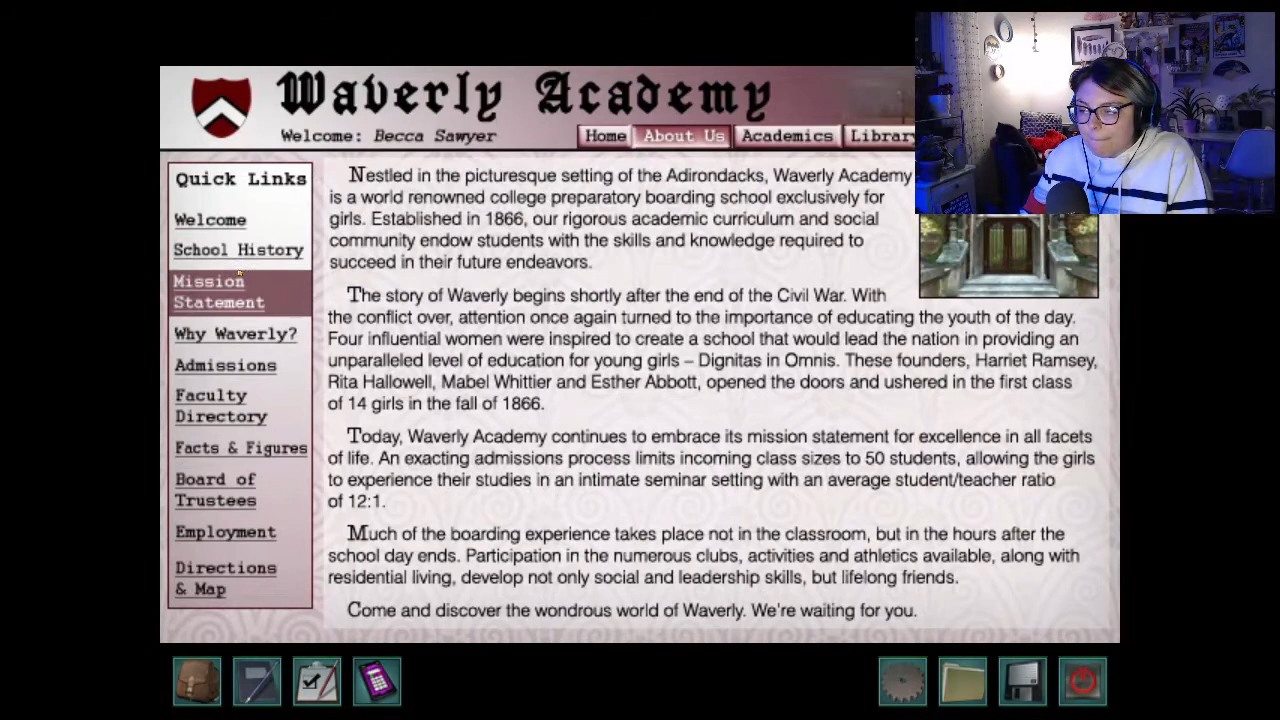 Waverly Academy
Welcome: Becca Sawyer
Home
About Us
Academics
Library
Quick Links
Welcome
School History
Mission
Statement
Why Waverly?
Admissions
Faculty
Directory
Facts & Figures
Board of
Trustees
Employment
Directions
& Map
Nestled in the picturesque setting of the Adirondacks, Waverly Academy
is a world renowned college preparatory boarding school exclusively for
girls. Established in 1866, our rigorous academic curriculum and social
community endow students with the skills and knowledge required to
succeed in their future endeavors.
The story of Waverly begins shortly after the end of the Civil War. With
the conflict over, attention once again turned to the importance of educating the youth of the day.
Four influential women were inspired to create a school that would lead the nation in providing an
unparalleled level of education for young girls – Dignitas in Omnis. These founders, Harriet Ramsey,
Rita Hallowell, Mabel Whittier and Esther Abbott, opened the doors and ushered in the first class
of 14 girls in the fall of 1866.
Today, Waverly Academy continues to embrace its mission statement for excellence in all facets
of life. An exacting admissions process limits incoming class sizes to 50 students, allowing the girls
to experience their studies in an intimate seminar setting with an average student/teacher ratio
of 12:1.
Much of the boarding experience takes place not in the classroom, but in the hours after the
school day ends. Participation in the numerous clubs, activities and athletics available, along with
residential living, develop not only social and leadership skills, but lifelong friends.
Come and discover the wondrous world of Waverly. We're waiting for you.